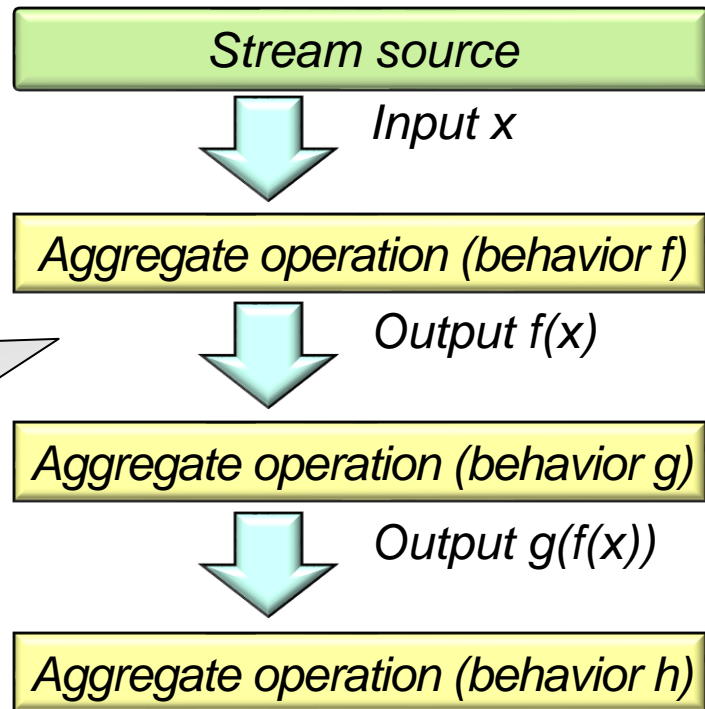 Stream source
Input x
Aggregate operation (behavior f)
Output f(x)
Aggregate operation (behavior g)
Output g(f(x))
Aggregate operation (behavior h)